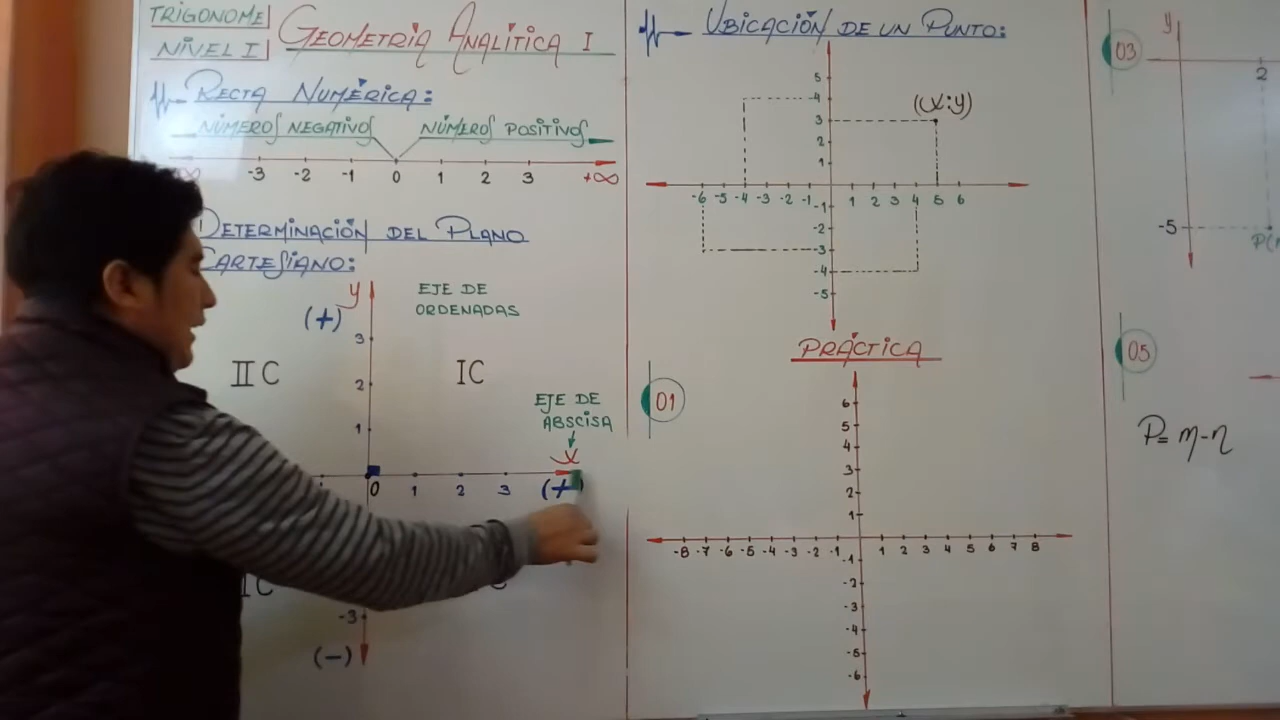 TRIGONOME
NIVEL I
GEOMETRIA ANALÍTICA I
RECTA NUMÉRICA:
NÚMEROS NEGATIVOS NÚMEROS POSITIVOS
-3 -2 -1 0 1 2 3 +∞
DETERMINACIÓN DEL PLANO
CARTESIANO:
y
(+)
EJE DE
ORDENADAS
3
IIC IC
2
EJE DE
ABSCISA
1
X
0 1 2 3 (+)
-3
(-)
UBICACIÓN DE UN PUNTO:
5
4
(X;y)
3
2
1
-6 -5 -4 -3 -2 -1 1 2 3 4 5 6
-1
-2
-3
-4
-5
PRÁCTICA
01
6
5
4
3
2
1
-8 -7 -6 -5 -4 -3 -2 -1 1 2 3 4 5 6 7 8
-1
-2
-3
-4
-5
-6
03
y
2
-5
05
P= m-n